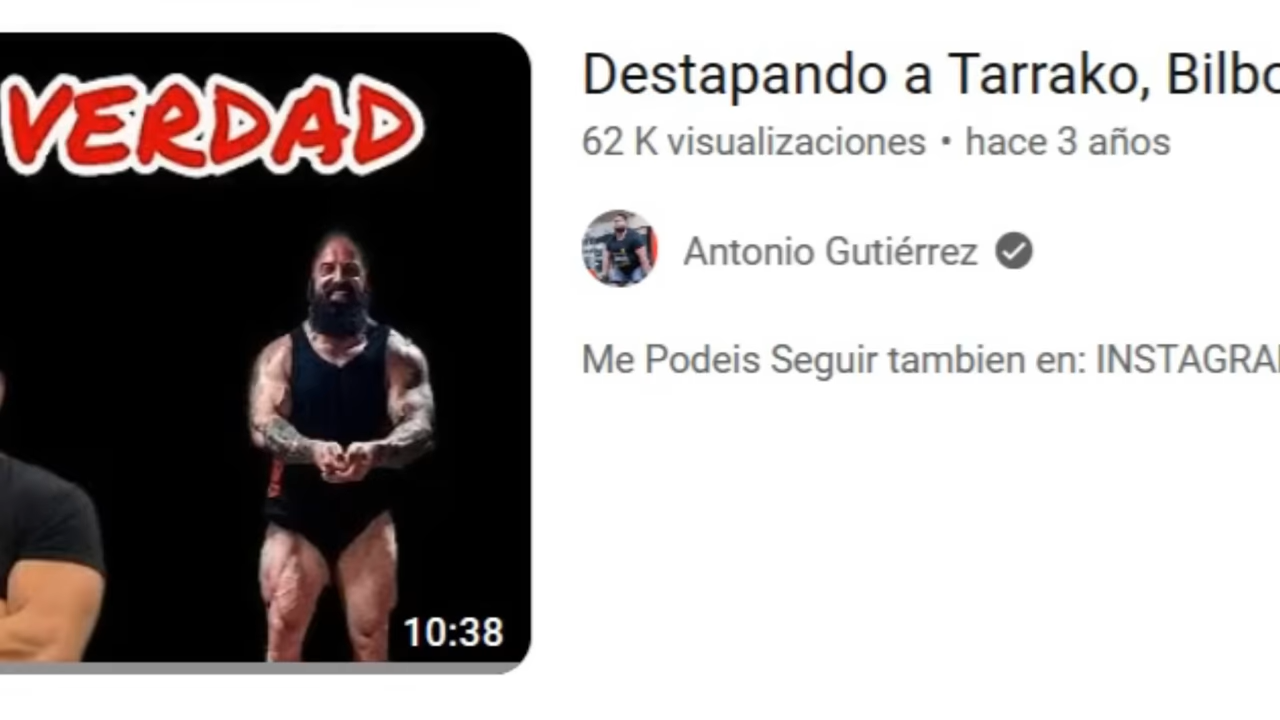 VERDAD
10:38
Destapando a Tarrako, Bilbo
62 K visualizaciones • hace 3 años
Antonio Gutiérrez
Me Podeis Seguir tambien en: INSTAGRA